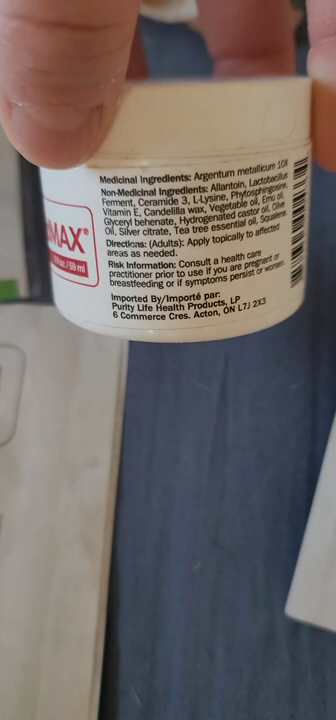 Medicinal Ingredients: Argentum metallicum 10X
Non-Medicinal Ingredients: Allantoin, Lactobacillus
Ferment, Ceramide 3, L-Lysine, Phytosphingosine,
Vitamin E, Candelilla wax, Vegetable oil, Emu oil,
Glyceryl behenate, Hydrogenated castor oil, Olive
Oil, Silver citrate, Tea tree essential oil, Squalene.
Directions: (Adults): Apply topically to affected
areas as needed.
Risk Information: Consult a health care
practitioner prior to use if you are pregnant or
breastfeeding or if symptoms persist or worsen.
MAX®
oz./59 ml
Imported By/Importé par:
Purity Life Health Products, LP
6 Commerce Cres. Acton, ON L7J 2X3